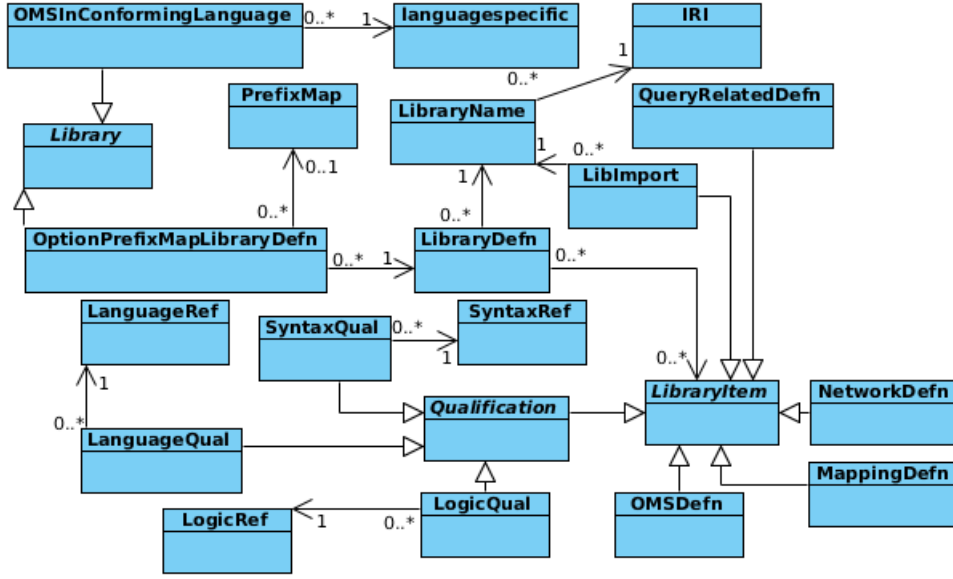 OMSInConformingLanguage
0..*
1
languagespecific
IRI
1
0..*
PrefixMap
LibraryName
QueryRelatedDefn
Library
0..1
1
1
0..*
LibImport
0..*
0..*
OptionPrefixMapLibraryDefn
0..*
1
LibraryDefn
0..*
LanguageRef
SyntaxQual
0..*
1
SyntaxRef
1
0..*
0..*
LibraryItem
NetworkDefn
Qualification
LanguageQual
MappingDefn
LogicRef
1
0..*
LogicQual
OMSDefn